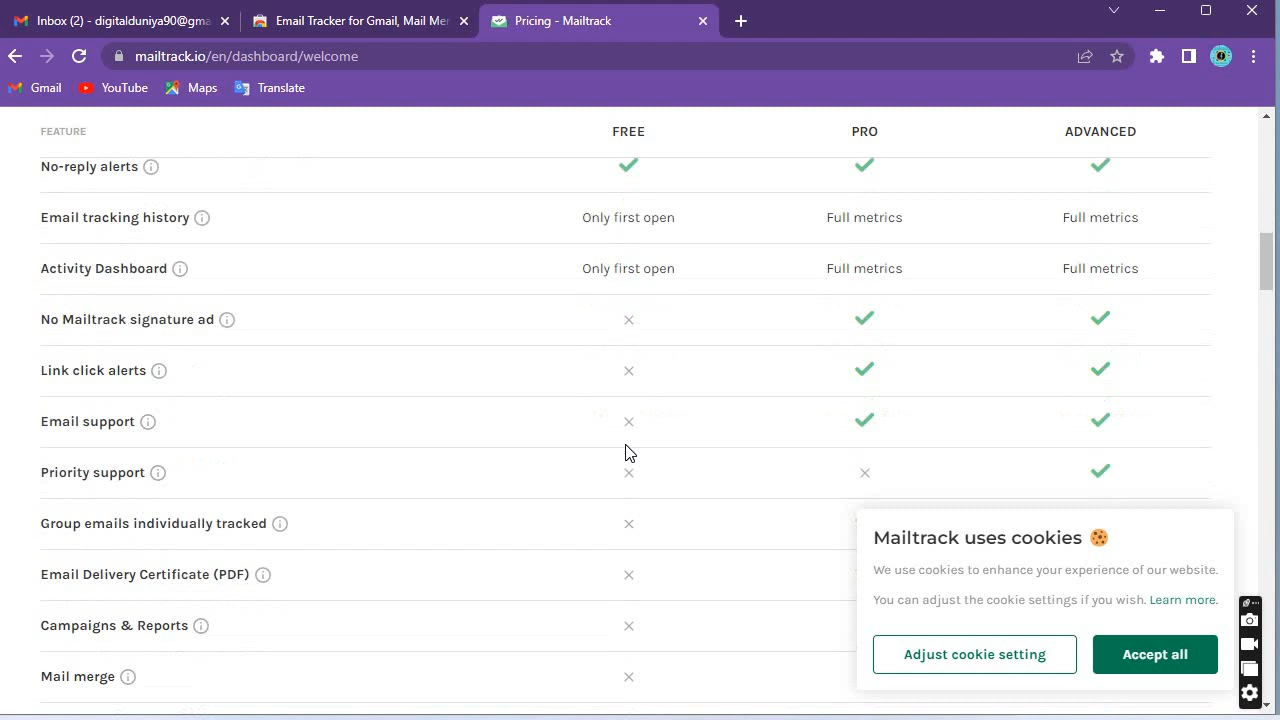 Inbox (2) - digitalduniya90@gma
Email Tracker for Gmail, Mail Mer
Pricing - Mailtrack
mailtrack.io/en/dashboard/welcome
Gmail
YouTube
Maps
Translate
FEATURE FREE PRO ADVANCED
No-reply alerts
Email tracking history Only first open Full metrics Full metrics
Activity Dashboard Only first open Full metrics Full metrics
No Mailtrack signature ad
Link click alerts
Email support
Priority support
Group emails individually tracked
Email Delivery Certificate (PDF)
Campaigns & Reports
Mail merge
Mailtrack uses cookies
We use cookies to enhance your experience of our website.
You can adjust the cookie settings if you wish. Learn more.
Adjust cookie setting
Accept all